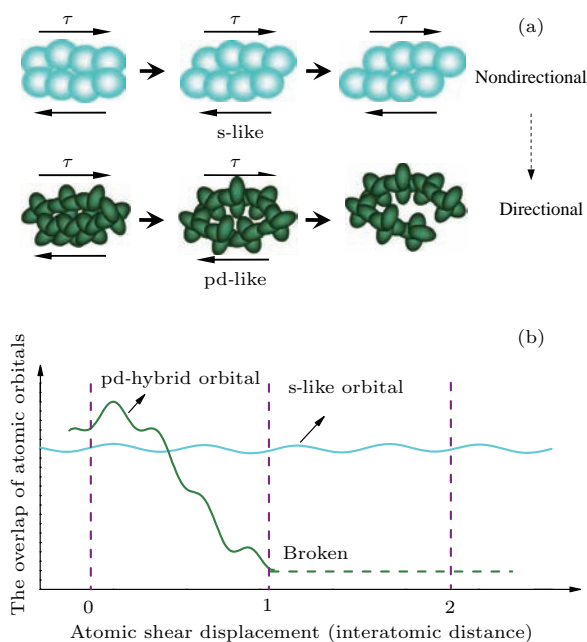 τ τ τ (a)
Nondirectional
s-like
τ τ
Directional
pd-like
(b)
The overlap of atomic orbitals
pd-hybrid orbital
s-like orbital
Broken
0 1 2
Atomic shear displacement (interatomic distance)